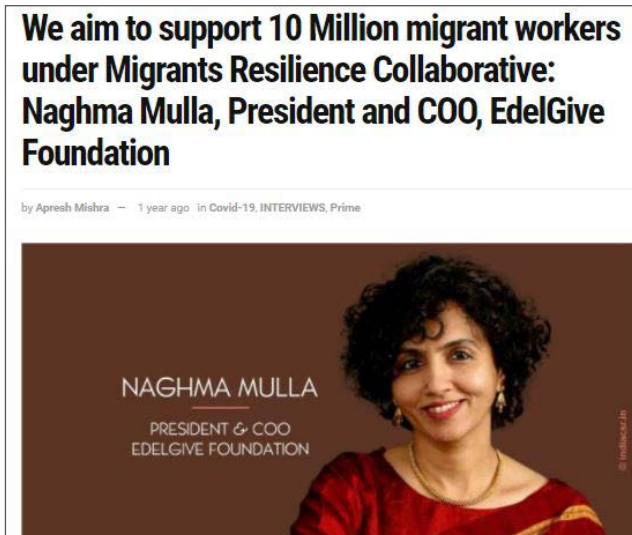 We aim to support 10 Million migrant workers
under Migrants Resilience Collaborative:
Naghma Mulla, President and COO, EdelGive
Foundation
by Apresh Mishra — 1 year ago in Covid-19, INTERVIEWS, Prime
NAGHMA MULLA
PRESIDENT & COO
EDELGIVE FOUNDATION
© indiacsr.in